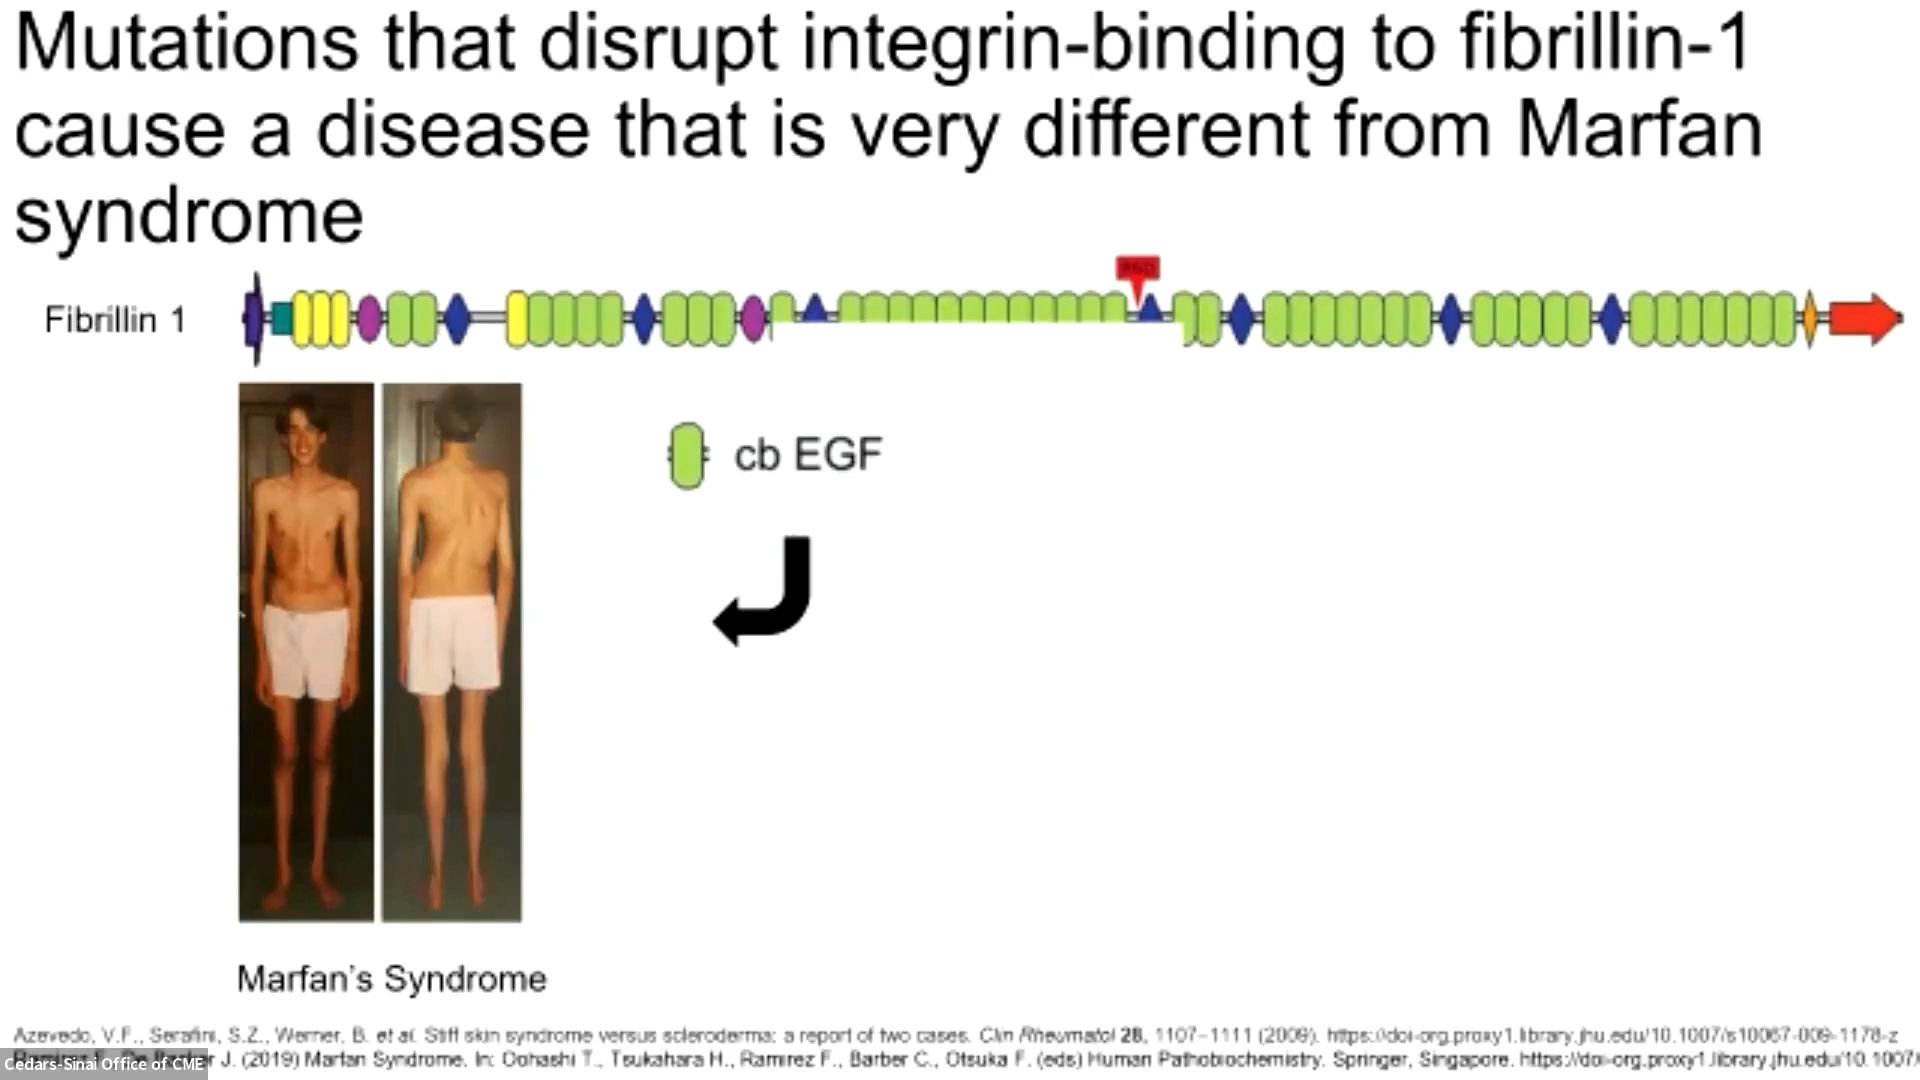 Mutations that disrupt integrin-binding to fibrillin-1
cause a disease that is very different from Marfan
syndrome
RGD
Fibrillin 1
cb EGF
Marfan's Syndrome
Azevedo, V.F., Serafini, S.Z., Werner, B. et al. Stiff skin syndrome versus scleroderma: a report of two cases. Clin Rheumatol 28, 1107–1111 (2009). https://doi-org.proxy1.library.jhu.edu/10.1007/s10067-009-1178-z
J. (2019) Marfan Syndrome. In: Oohashi T., Tsukahara H., Ramirez F., Barber C., Otsuka F. (eds) Human Pathobiochemistry. Springer, Singapore. https://doi-org.proxy1.library.jhu.edu/10.1007/
Cedars-Sinai Office of CME